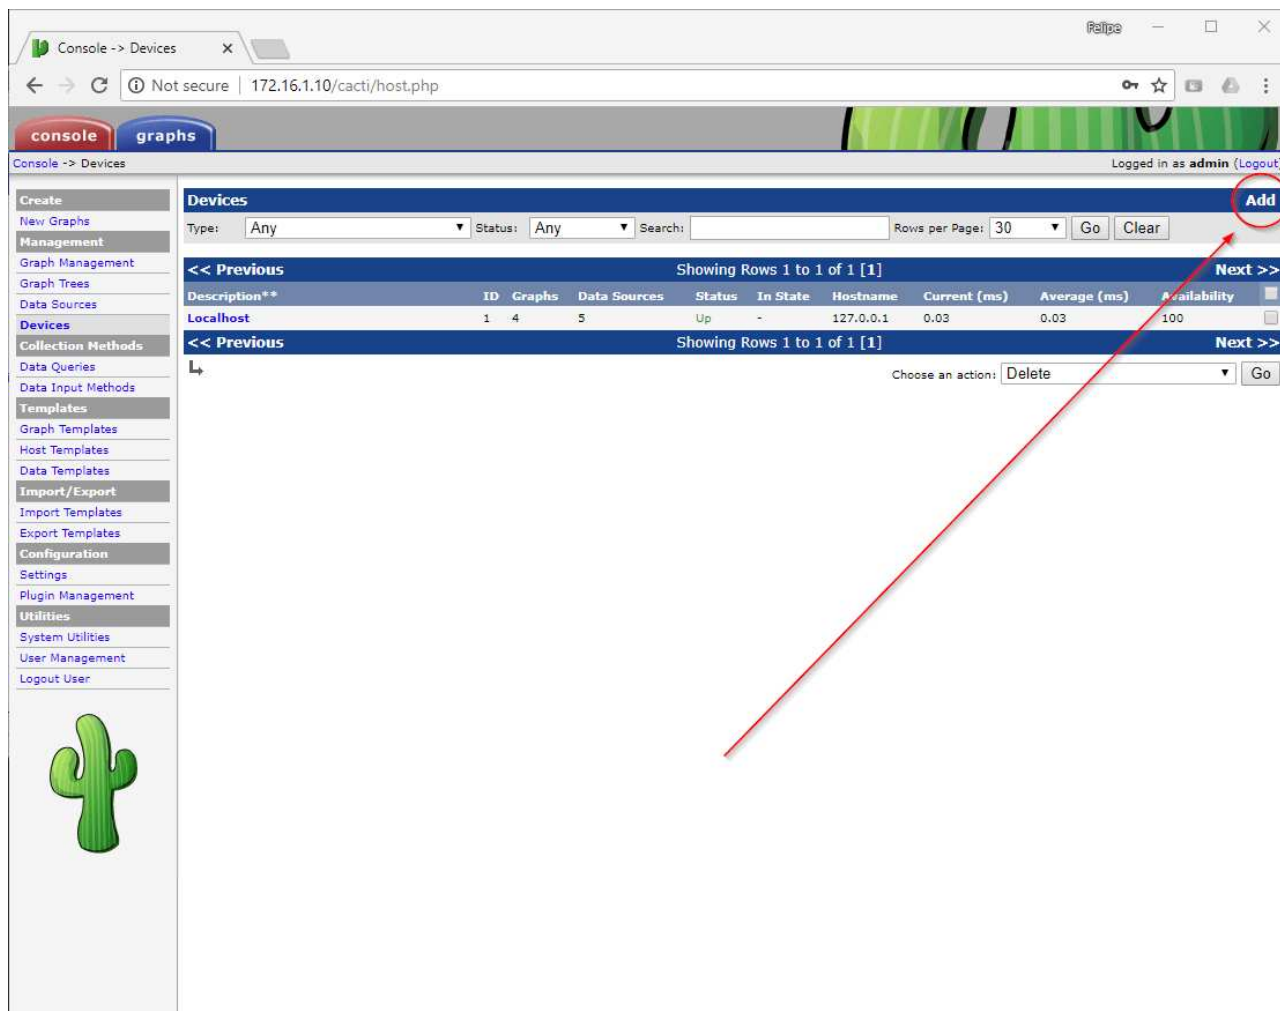 Felipe
Console -> Devices
Not secure | 172.16.1.10/cacti/host.php
console graphs
Console -> Devices Logged in as admin (Logout)
Create
New Graphs
Management
Graph Management
Graph Trees
Data Sources
Devices
Collection Methods
Data Queries
Data Input Methods
Templates
Graph Templates
Host Templates
Data Templates
Import/Export
Import Templates
Export Templates
Configuration
Settings
Plugin Management
Utilities
System Utilities
User Management
Logout User
Devices Add
Type: Any Status: Any Search: Rows per Page: 30 Go Clear
<< Previous Showing Rows 1 to 1 of 1 [1] Next >>
Description** ID Graphs Data Sources Status In State Hostname Current (ms) Average (ms) Availability
Localhost 1 4 5 Up - 127.0.0.1 0.03 0.03 100
<< Previous Showing Rows 1 to 1 of 1 [1] Next >>
Choose an action: Delete Go